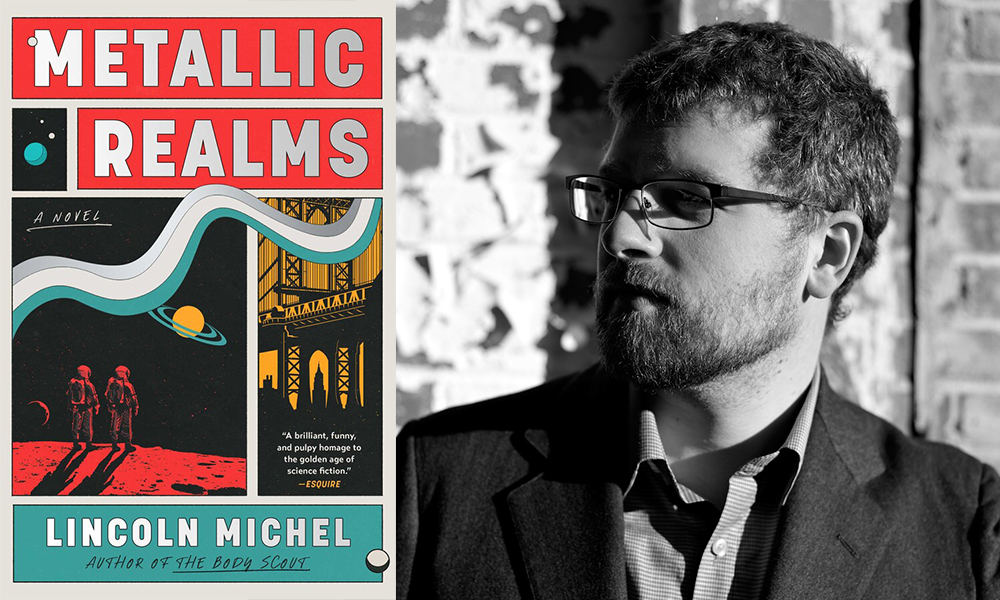 METALLIC
REALMS
A NOVEL
“A brilliant, funny,
and pulpy homage to
the golden age of
science fiction.”
—ESQUIRE
LINCOLN MICHEL
AUTHOR OF THE BODY SCOUT